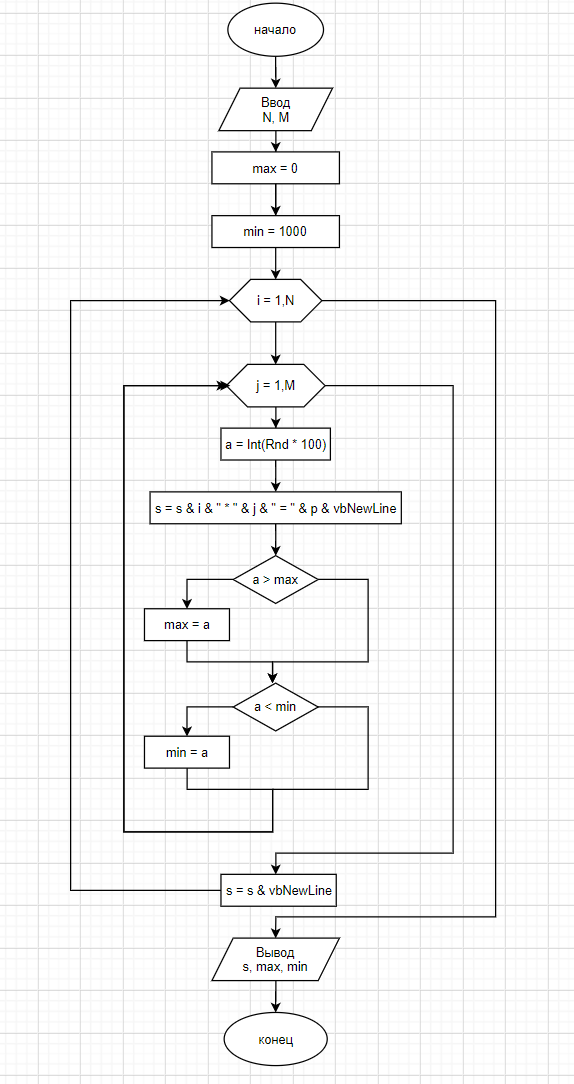 начало
Ввод
N, M
max = 0
min = 1000
i = 1,N
j = 1,M
a = Int(Rnd * 100)
s = s & i & " * " & j & " = " & p & vbNewLine
a > max
max = a
a < min
min = a
s = s & vbNewLine
Вывод
s, max, min
конец